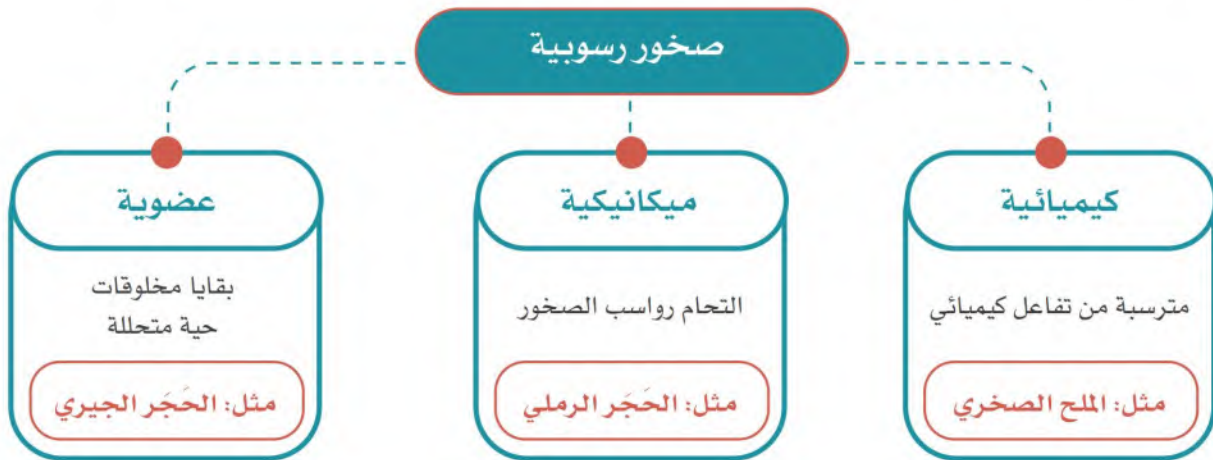 صخور رسوبية
كيميائية
مترسبة من تفاعل كيميائي
مثل: الملح الصخري
ميكانيكية
التحام رواسب الصخور
مثل: الحَجَر الرملي
عضوية
بقايا مخلوقات
حية متحللة
مثل: الحَجَر الجيري